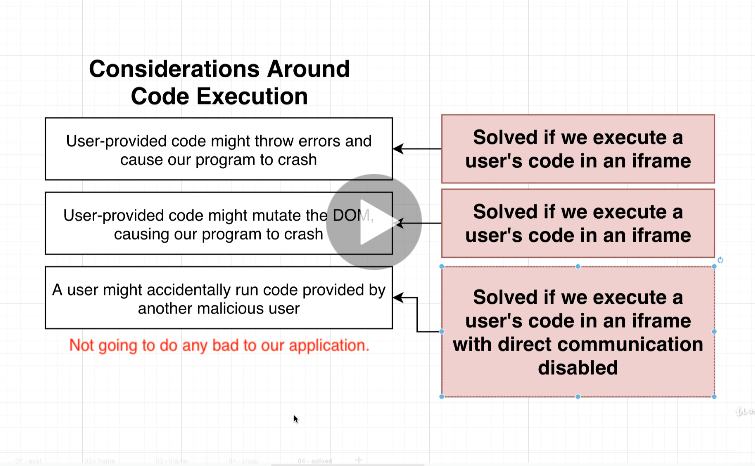 Considerations Around
Code Execution
User-provided code might throw errors and
cause our program to crash
Solved if we execute a
user's code in an iframe
User-provided code might mutate the DOM,
causing our program to crash
Solved if we execute a
user's code in an iframe
A user might accidentally run code provided by
another malicious user
Solved if we execute a
user's code in an iframe
with direct communication
disabled
Not going to do any bad to our application.